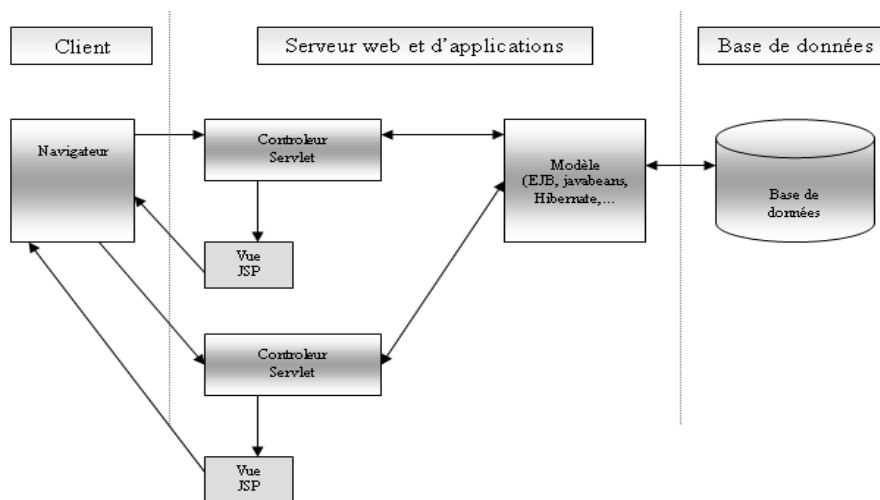 Client
Serveur web et d'applications
Base de données
Navigateur
Controleur
Servlet
Modèle
(EJB, javabeans,
Hibernate,...
Base de
données
Vue
JSP
Controleur
Servlet
Vue
JSP